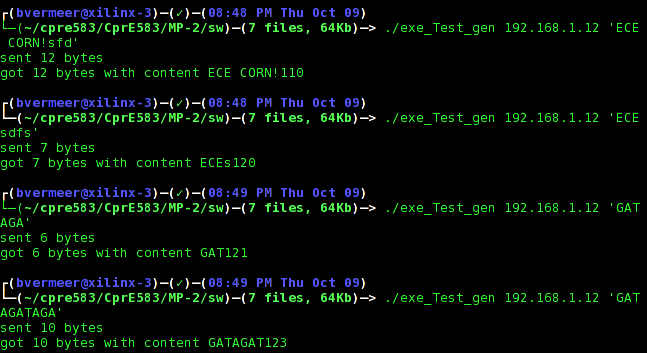 ┌(bvermeer@xilinx-3)─(✓)─(08:48 PM Thu Oct 09)
└─(~/cpre583/CprE583/MP-2/sw)─(7 files, 64Kb)─> ./exe_Test_gen 192.168.1.12 'ECE
 CORN!sfd'
sent 12 bytes
got 12 bytes with content ECE CORN!110
┌(bvermeer@xilinx-3)─(✓)─(08:48 PM Thu Oct 09)
└─(~/cpre583/CprE583/MP-2/sw)─(7 files, 64Kb)─> ./exe_Test_gen 192.168.1.12 'ECE
sdfs'
sent 7 bytes
got 7 bytes with content ECEs120
┌(bvermeer@xilinx-3)─(✓)─(08:49 PM Thu Oct 09)
└─(~/cpre583/CprE583/MP-2/sw)─(7 files, 64Kb)─> ./exe_Test_gen 192.168.1.12 'GAT
AGA'
sent 6 bytes
got 6 bytes with content GAT121
┌(bvermeer@xilinx-3)─(✓)─(08:49 PM Thu Oct 09)
└─(~/cpre583/CprE583/MP-2/sw)─(7 files, 64Kb)─> ./exe_Test_gen 192.168.1.12 'GAT
AGATAGA'
sent 10 bytes
got 10 bytes with content GATAGAT123